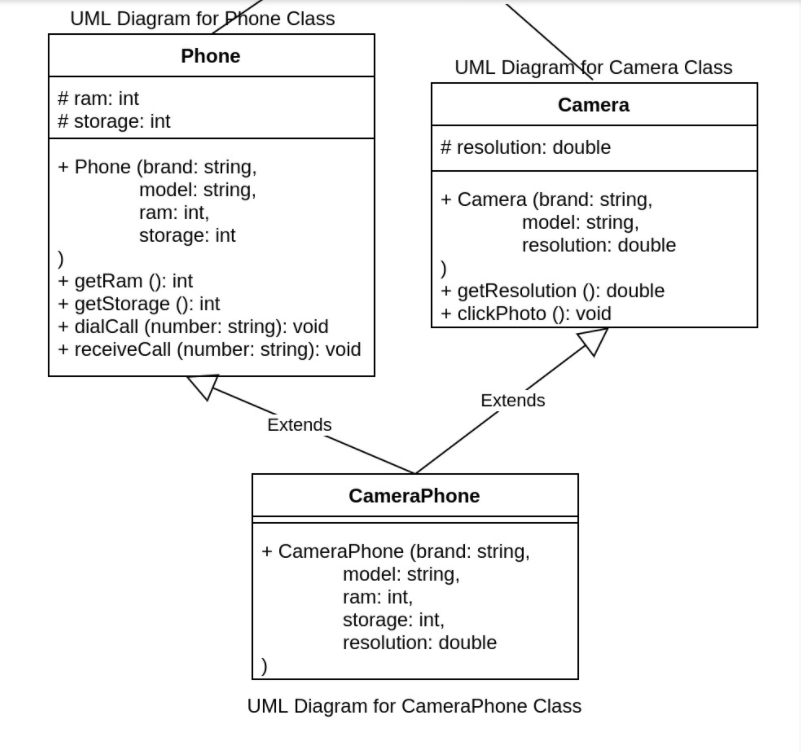 UML Diagram for Phone Class
Phone
# ram: int
# storage: int
+ Phone (brand: string,
model: string,
ram: int,
storage: int
)
+ getRam (): int
+ getStorage (): int
+ dialCall (number: string): void
+ receiveCall (number: string): void
UML Diagram for Camera Class
Camera
# resolution: double
+ Camera (brand: string,
model: string,
resolution: double
)
+ getResolution (): double
+ clickPhoto (): void
Extends
Extends
CameraPhone
+ CameraPhone (brand: string,
model: string,
ram: int,
storage: int,
resolution: double
)
UML Diagram for CameraPhone Class